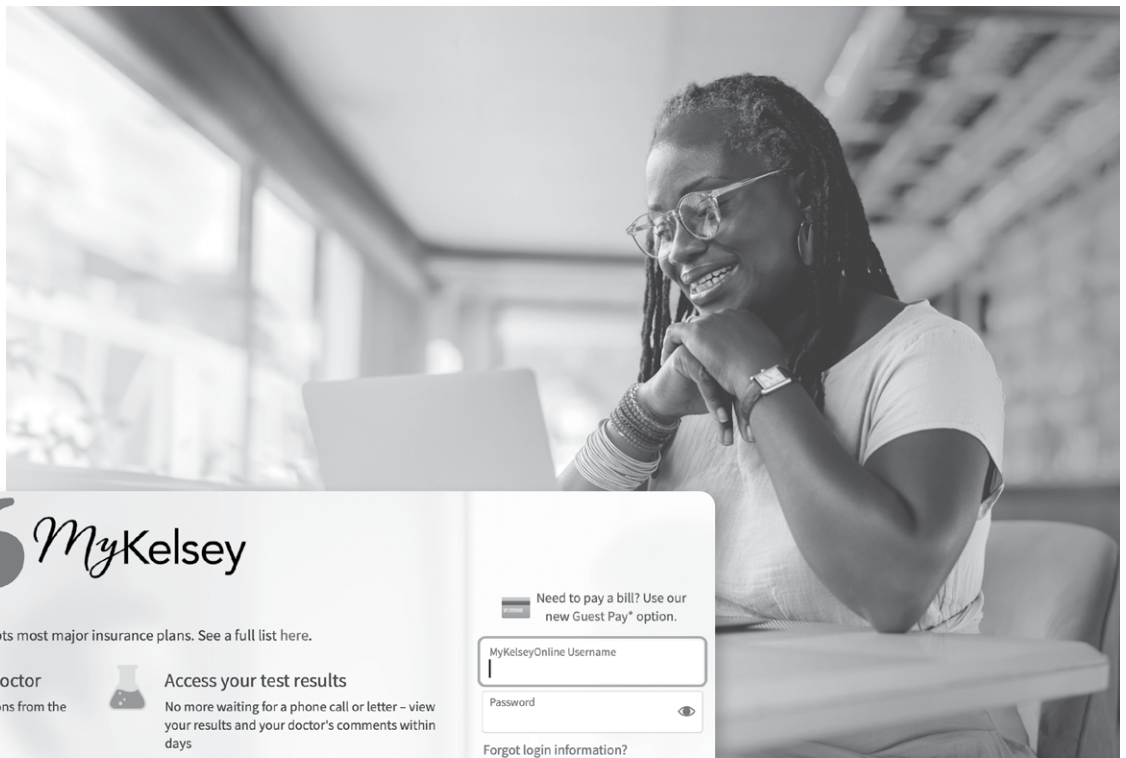 MyKelsey
pts most major insurance plans. See a full list here.
octor
ons from the
Access your test results
No more waiting for a phone call or letter – view
your results and your doctor's comments within
days
Need to pay a bill? Use our
new Guest Pay* option.
MyKelseyOnline Username
Password
Forgot login information?